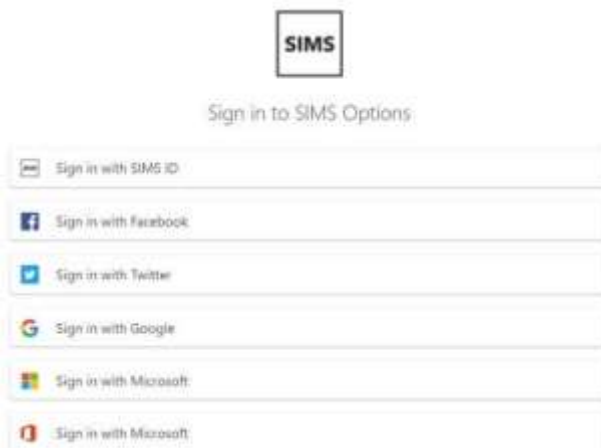 SIMS
Sign in to SIMS Options
Sign in with SIMS ID
Sign in with Facebook
Sign in with Twitter
Sign in with Google
Sign in with Microsoft
Sign in with Microsoft